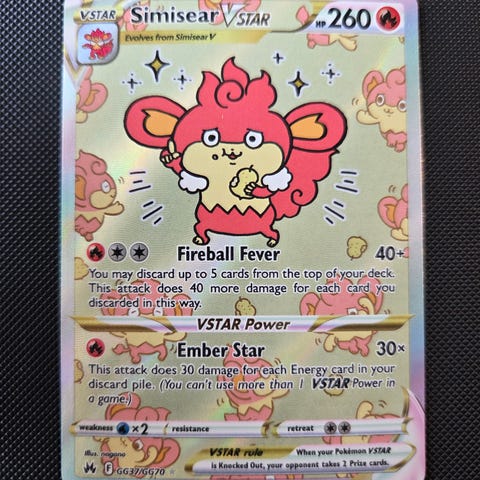 VSTAR Simisear VSTAR HP 260
Evolves from Simisear V
Fireball Fever 40+
You may discard up to 5 cards from the top of your deck.
This attack does 40 more damage for each card you
discarded in this way.
VSTAR Power
Ember Star 30×
This attack does 30 damage for each Energy card in your
discard pile. (You can't use more than 1 VSTAR Power in
a game.)
weakness ×2 resistance retreat
Illus. nagano
VSTAR rule When your Pokémon VSTAR
F GG37/GG70 is Knocked Out, your opponent takes 2 Prize cards.